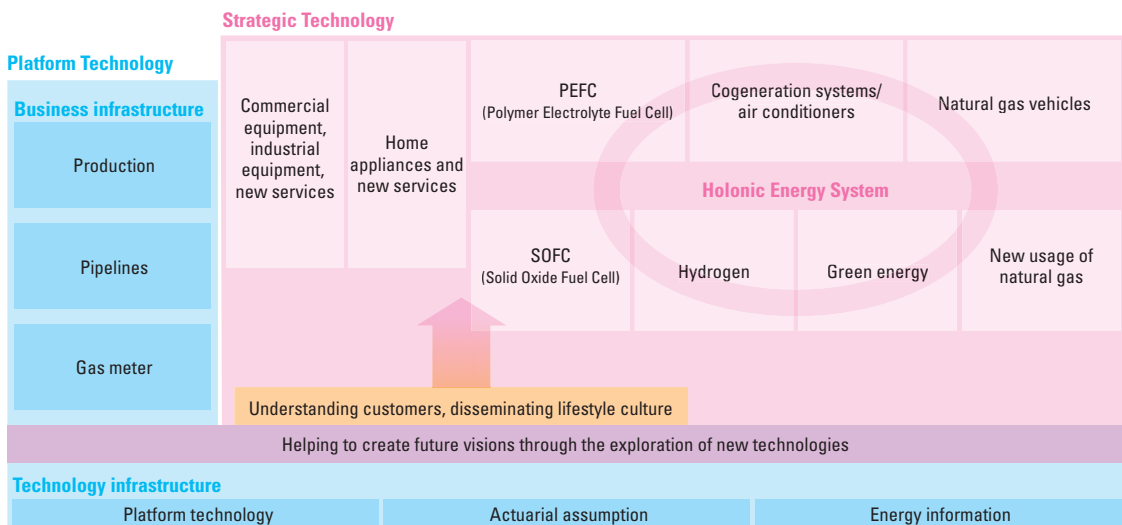 Strategic Technology
Platform Technology
Business infrastructure
Production
Pipelines
Gas meter
Commercial
equipment,
industrial
equipment,
new services
Home
appliances and
new services
PEFC
(Polymer Electrolyte Fuel Cell)
Cogeneration systems/
air conditioners
Natural gas vehicles
Holonic Energy System
SOFC
(Solid Oxide Fuel Cell)
Hydrogen
Green energy
New usage of
natural gas
Understanding customers, disseminating lifestyle culture
Helping to create future visions through the exploration of new technologies
Technology infrastructure
Platform technology
Actuarial assumption
Energy information